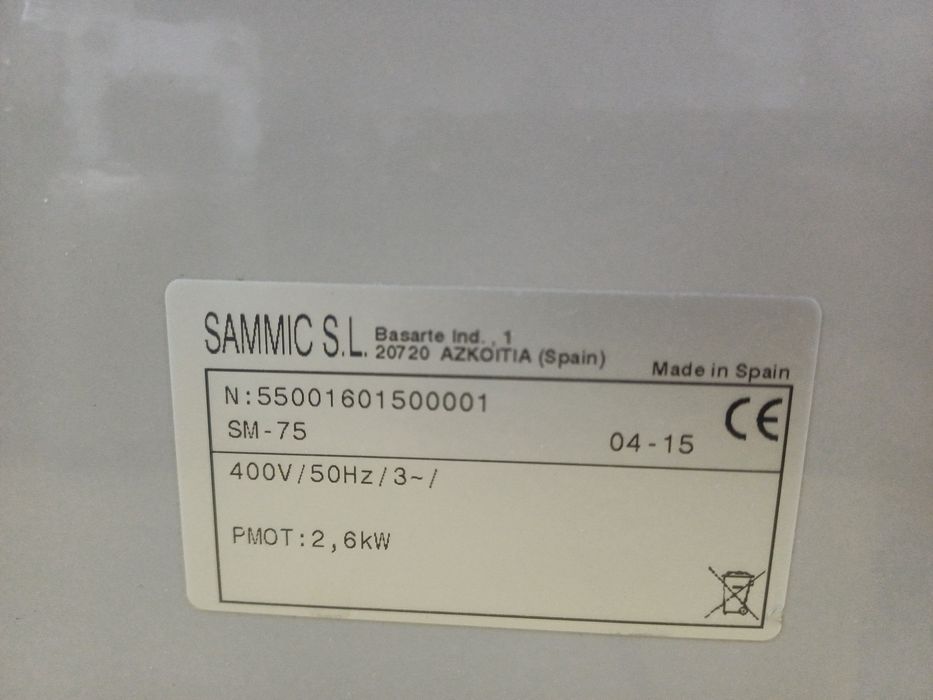 SAMMIC S.L. Basarte Ind. , 1
20720 AZKOITIA (Spain)
Made in Spain
N:55001601500001
CE
SM-75
04-15
400V/50Hz/3~/
PMOT:2,6kW